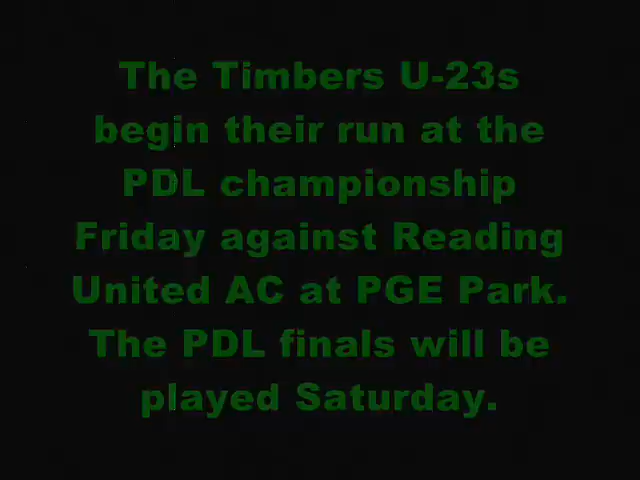 The Timbers U-23s
begin their run at the
PDL championship
Friday against Reading
United AC at PGE Park.
The PDL finals will be
played Saturday.